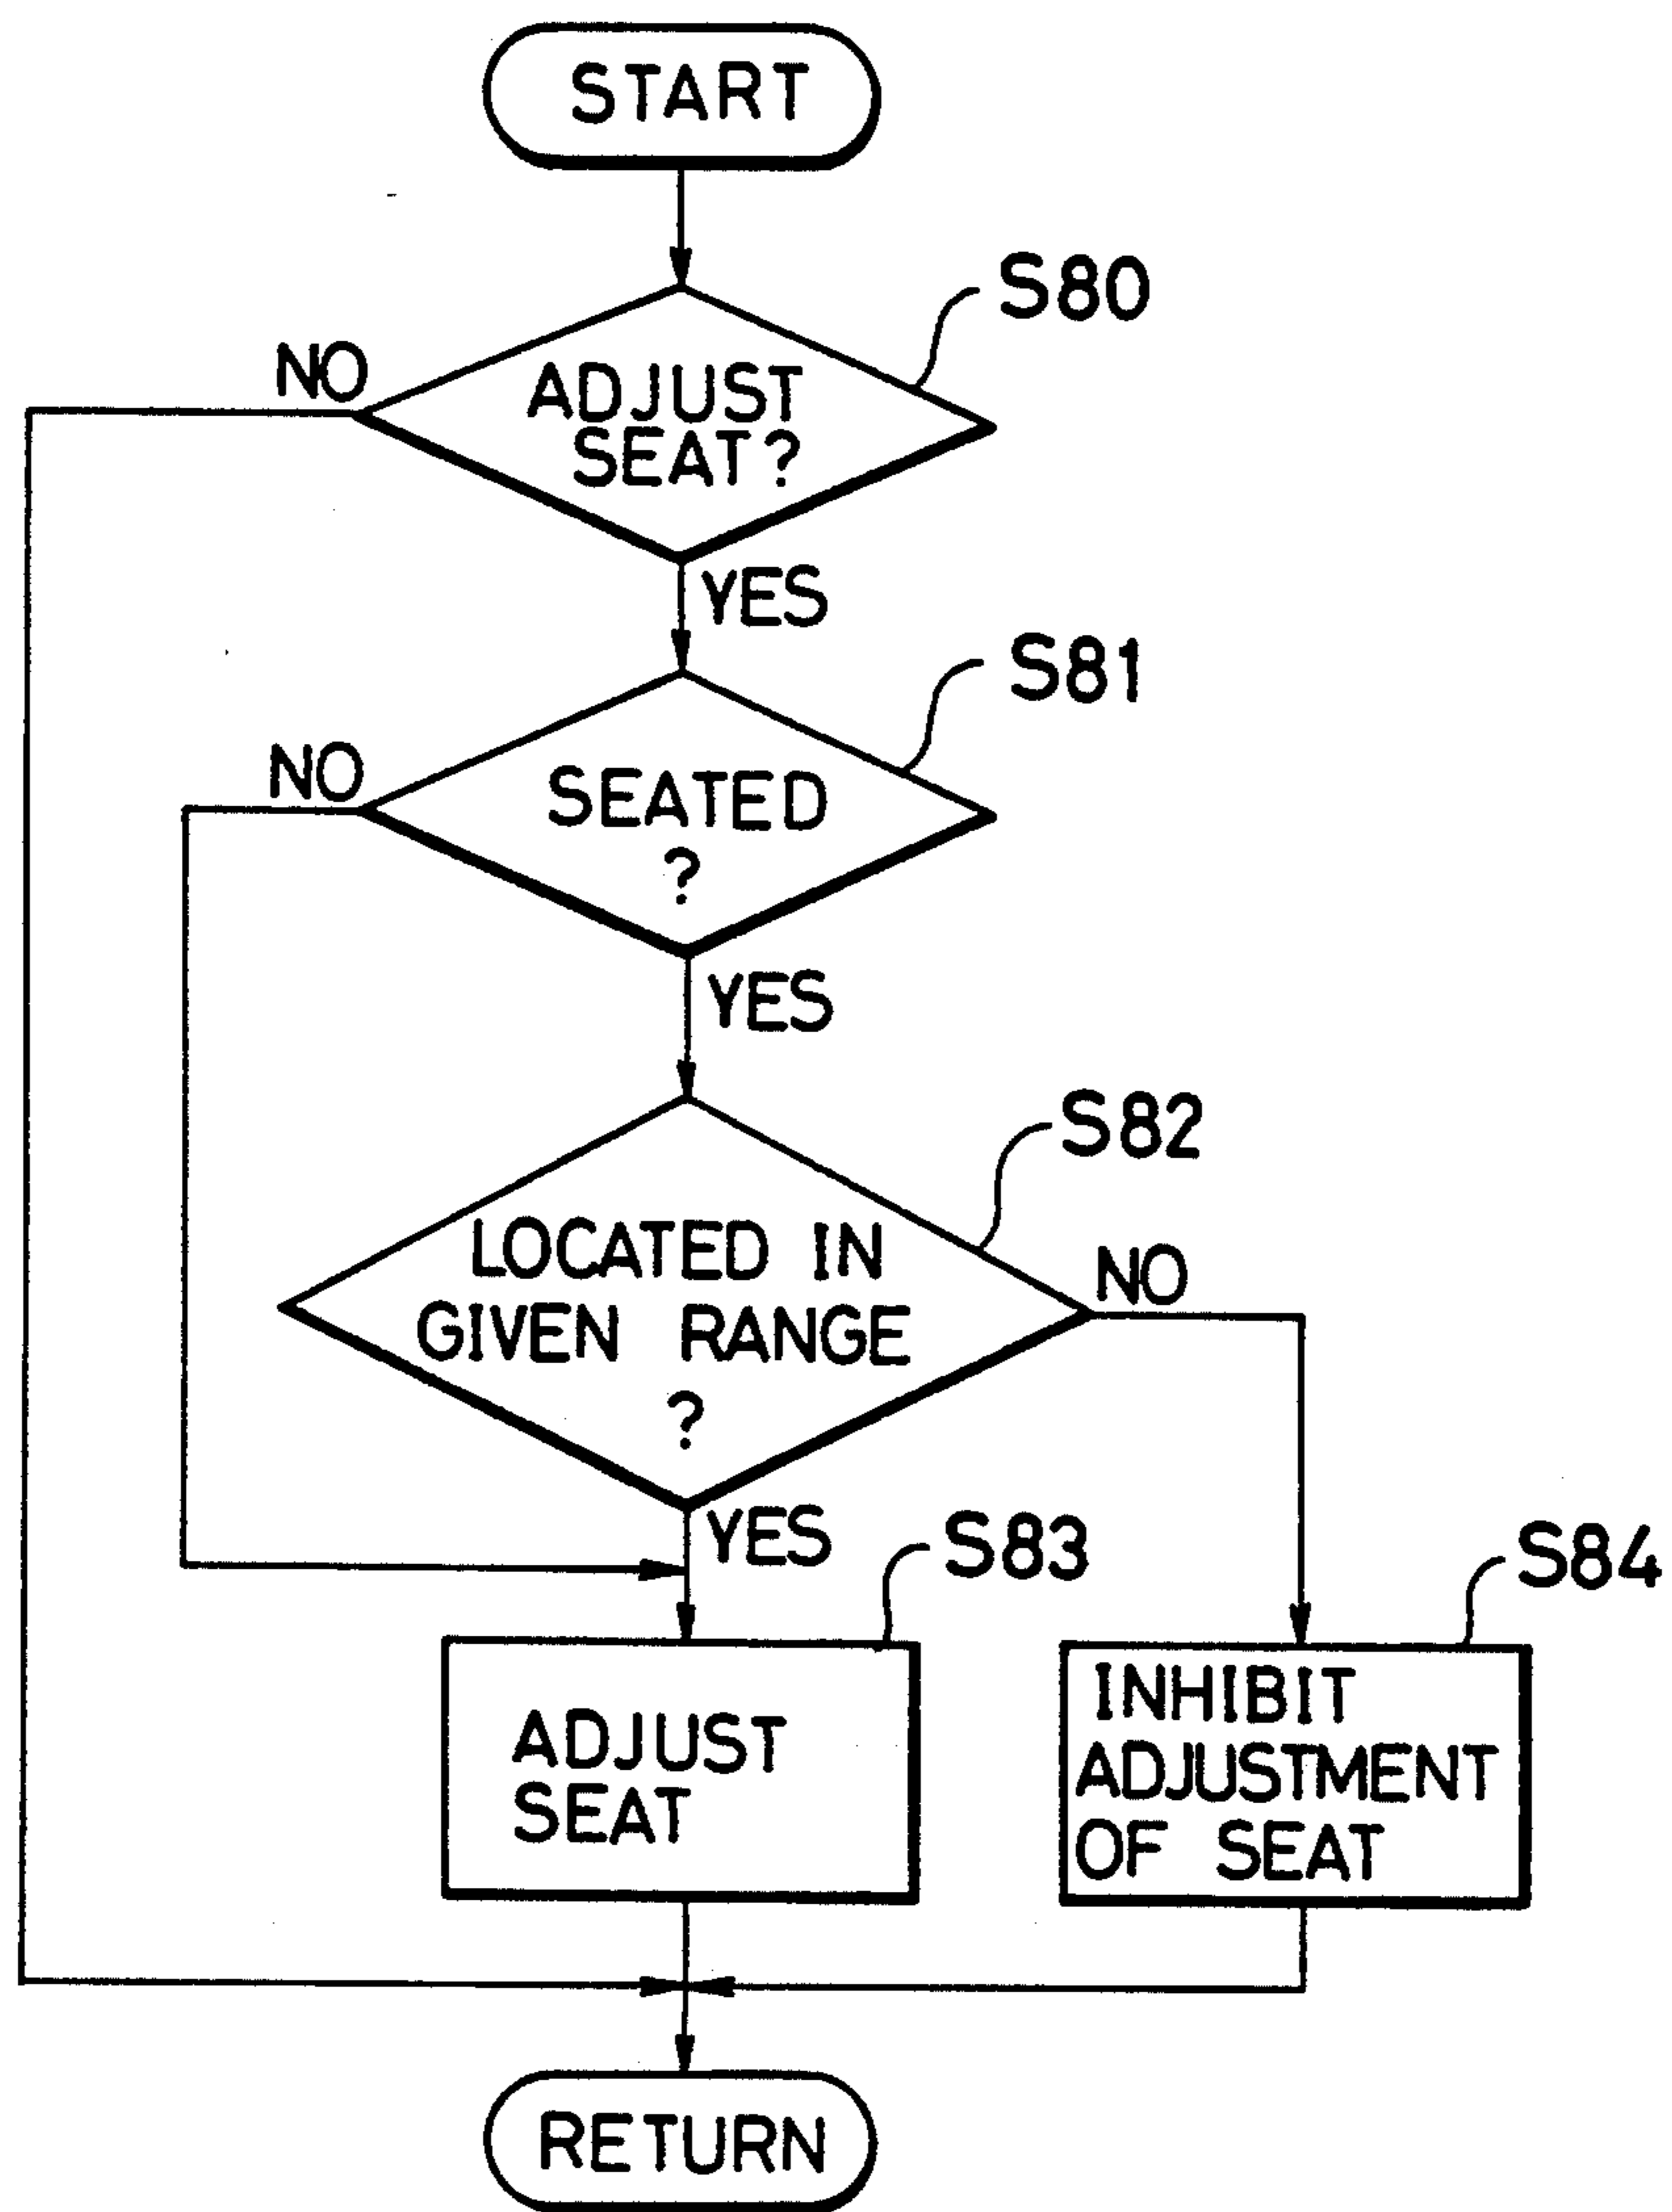 START
S80
NO
ADJUST
SEAT?
YES
S81
NO
SEATED
?
YES
S82
LOCATED IN
NO
GIVEN RANGE
?
YES
S83
S84
ADJUST
SEAT
INHIBIT
ADJUSTMENT
OF SEAT
RETURN